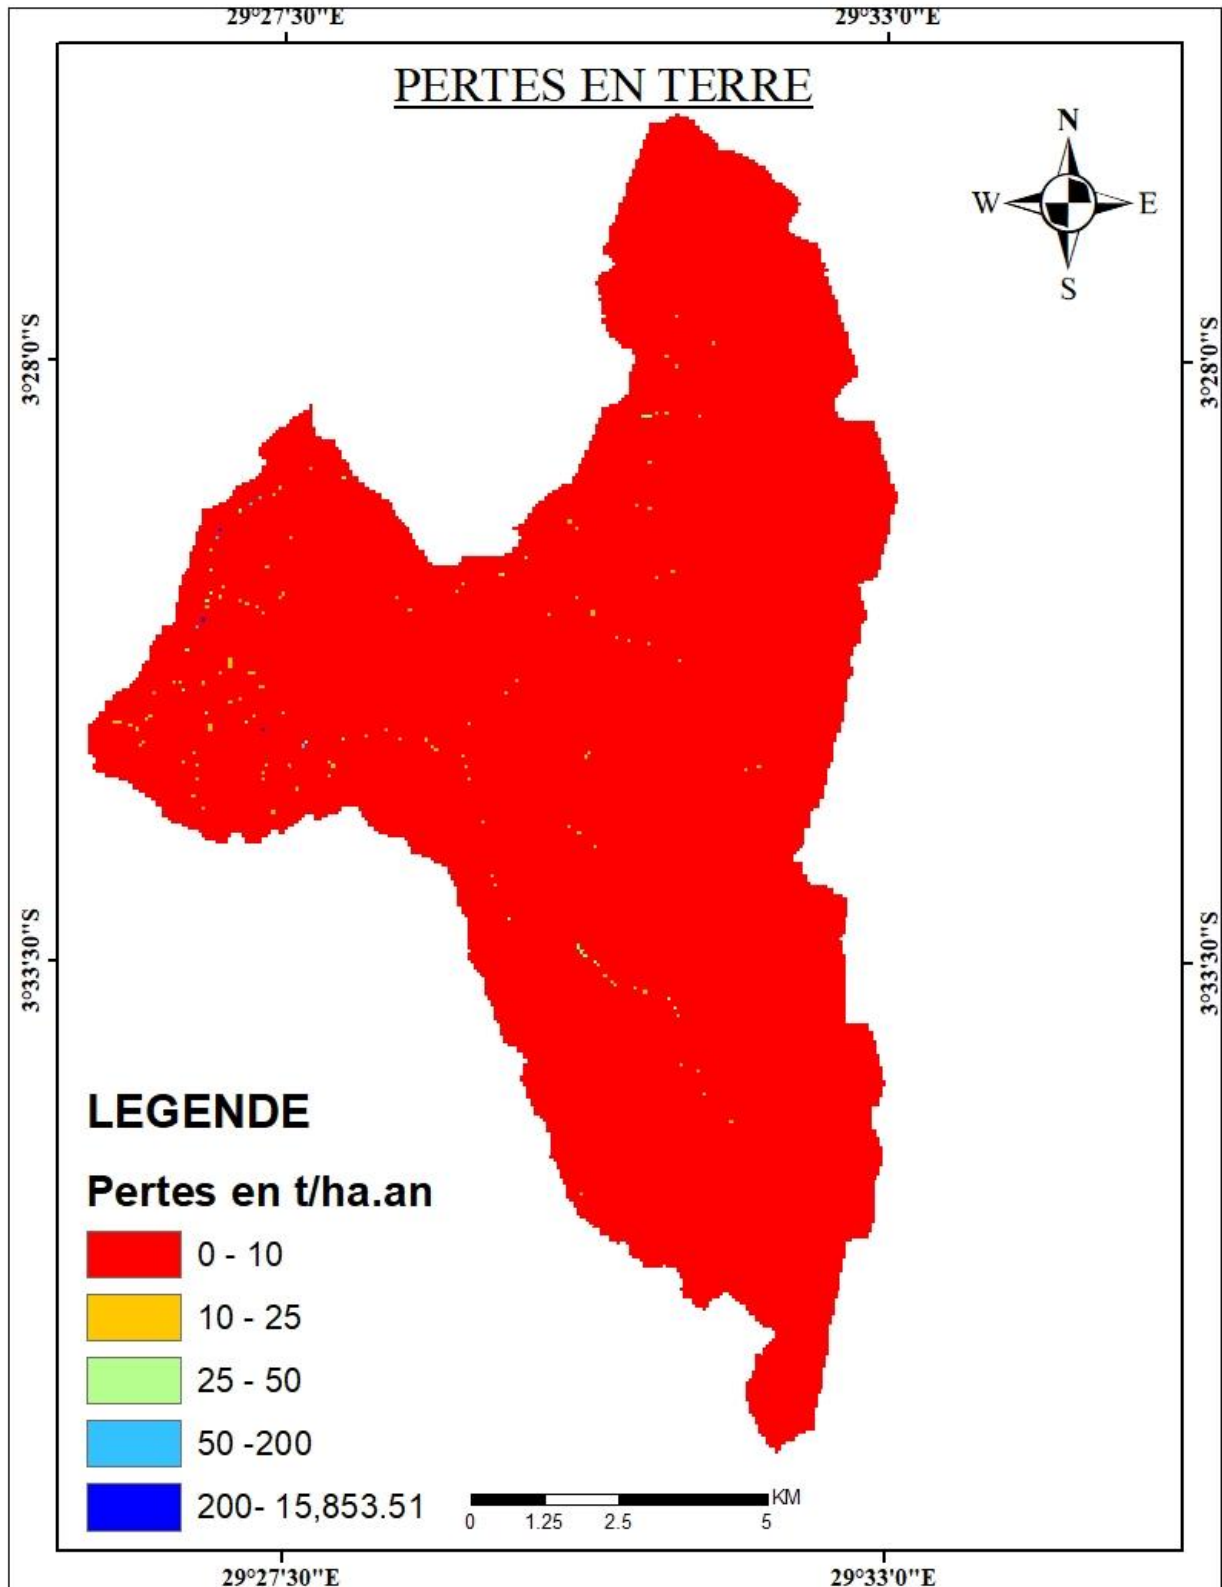 29°27'30"E 29°33'0"E
PERTES EN TERRE
N
W E
S
3°28'0"S 3°28'0"S
3°33'30"S 3°33'30"S
LEGENDE
Pertes en t/ha.an
0 - 10
10 - 25
25 - 50
50 -200
200- 15,853.51
KM
0 1.25 2.5 5
29°27'30"E 29°33'0"E